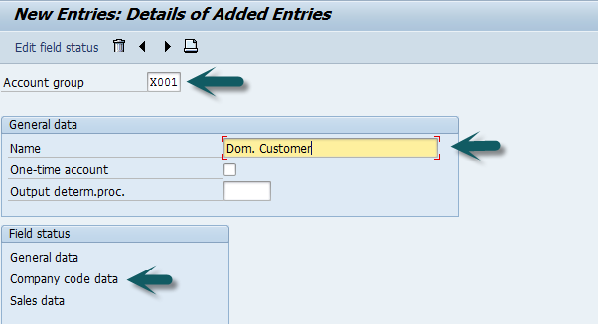 New Entries: Details of Added Entries
Edit field status
Account group X001
General data
Name Dom. Customer
One-time account
Output determ.proc.
Field status
General data
Company code data
Sales data